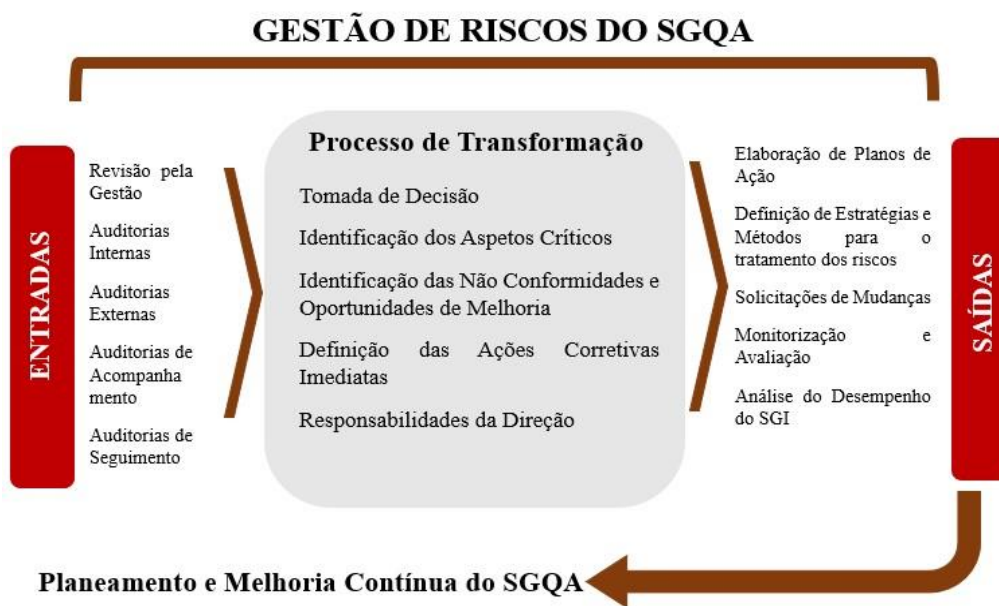 GESTÃO DE RISCOS DO SGQA
ENTRADAS
Revisão pela
Gestão
Auditorias
Internas
Auditorias
Externas
Auditorias de
Acompanha
mento
Auditorias de
Seguimento
Processo de Transformação
Tomada de Decisão
Identificação dos Aspetos Críticos
Identificação das Não Conformidades e
Oportunidades de Melhoria
Definição das Ações Corretivas
Imediatas
Responsabilidades da Direção
Elaboração de Planos de
Ação
Definição de Estratégias e
Métodos para o
tratamento dos riscos
Solicitações de Mudanças
Monitorização e
Avaliação
Análise do Desempenho
do SGI
SAÍDAS
Planeamento e Melhoria Contínua do SGQA